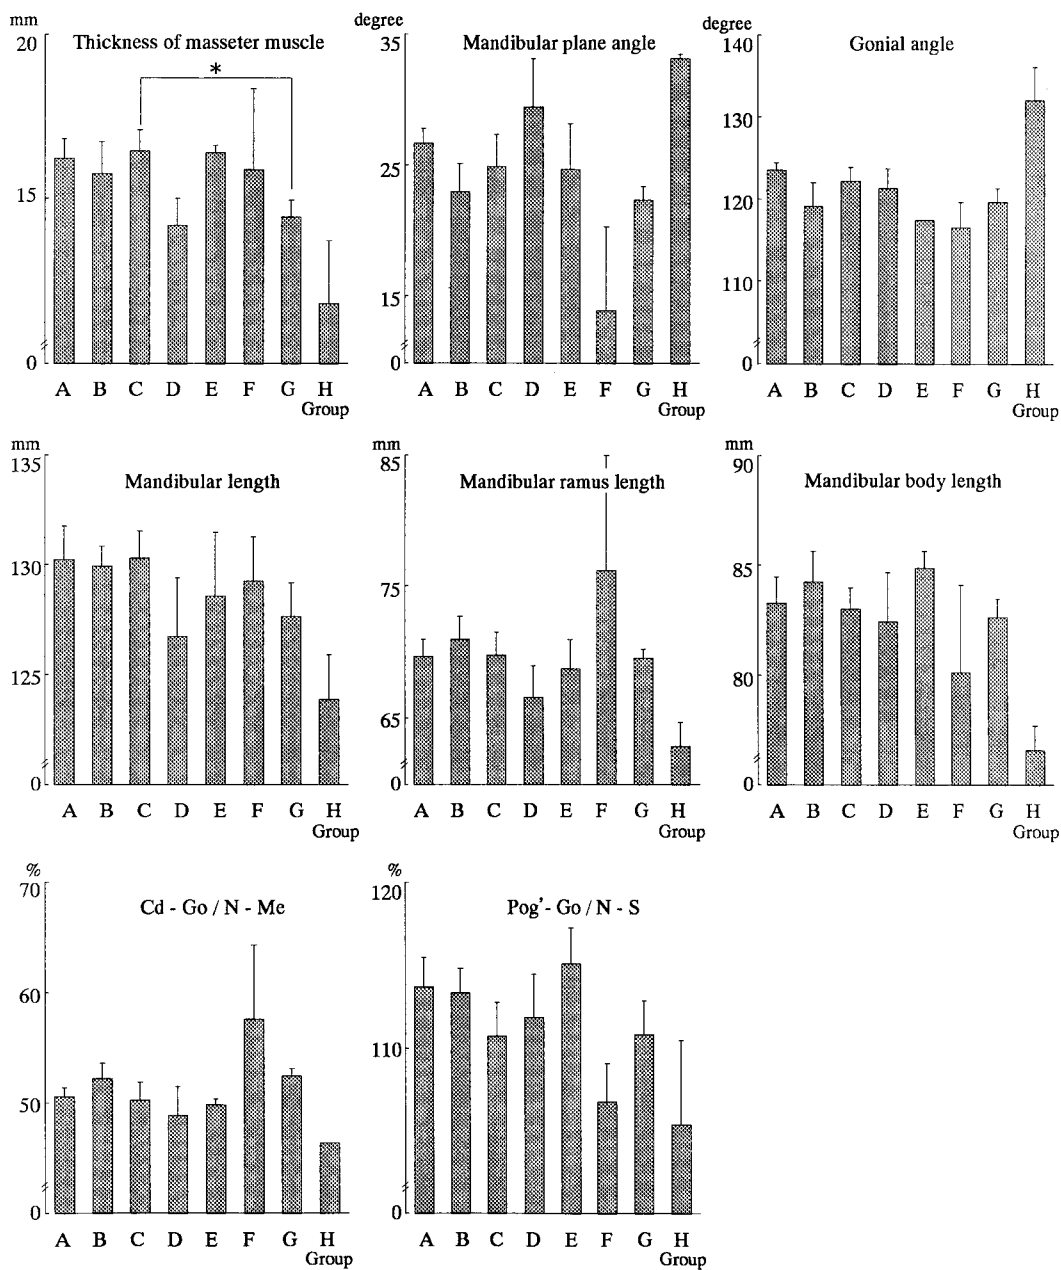 mm
20
Thickness of masseter muscle
*
15
0
A B C D E F G H
Group
degree
35
Mandibular plane angle
25
15
0
A B C D E F G H
Group
degree
140
Gonial angle
130
120
110
0
A B C D E F G H
Group
mm
135
Mandibular length
130
125
0
A B C D E F G H
Group
mm
85
Mandibular ramus length
75
65
0
A B C D E F G H
Group
mm
90
Mandibular body length
85
80
0
A B C D E F G H
Group
%
70
Cd - Go / N - Me
60
50
0
A B C D E F G H
Group
%
120
Pog' - Go / N - S
110
0
A B C D E F G H
Group